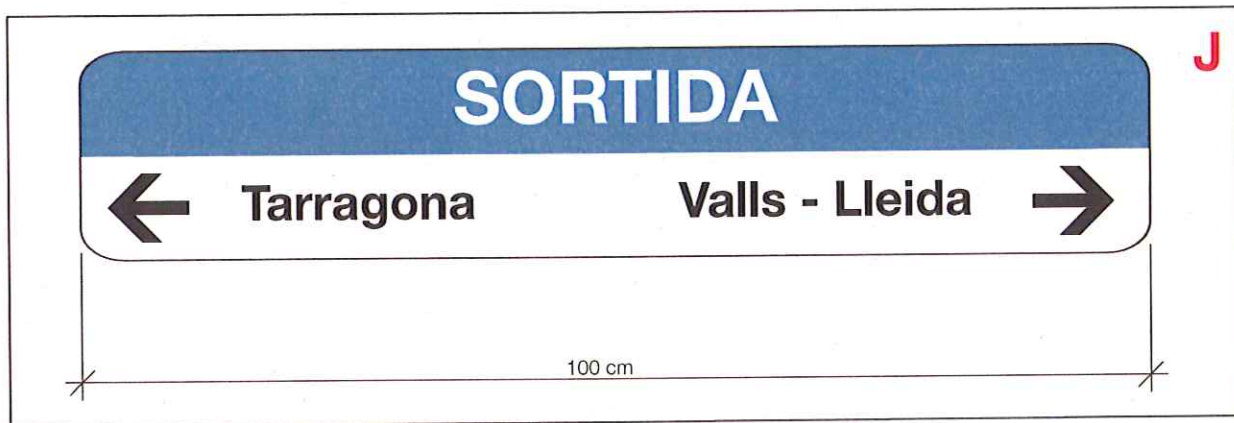 J
SORTIDA
← Tarragona Valls - Lleida →
100 cm